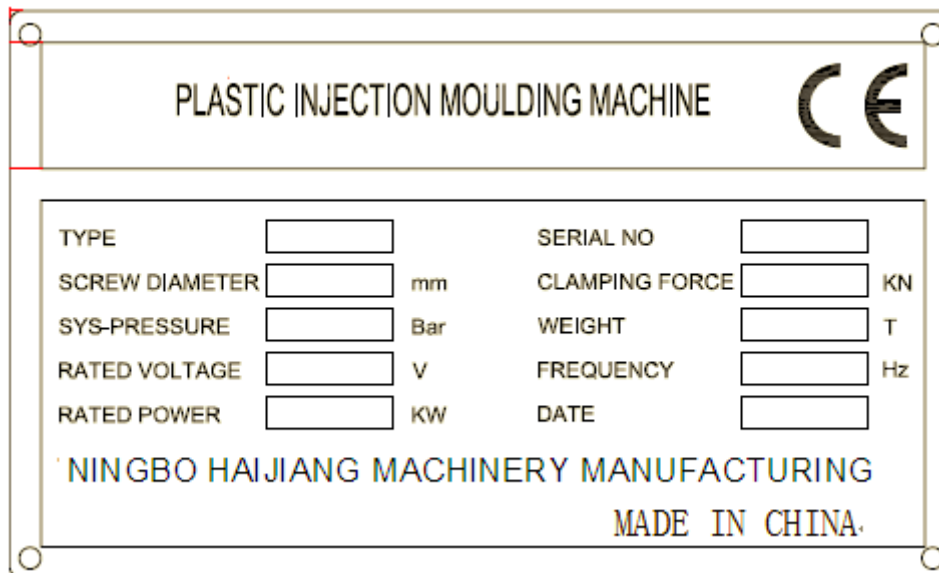 PLASTIC INJECTION MOULDING MACHINE CE
TYPE SERIAL NO
SCREW DIAMETER mm CLAMPING FORCE KN
SYS-PRESSURE Bar WEIGHT T
RATED VOLTAGE V FREQUENCY Hz
RATED POWER KW DATE
NINGBO HAIJIANG MACHINERY MANUFACTURING
MADE IN CHINA